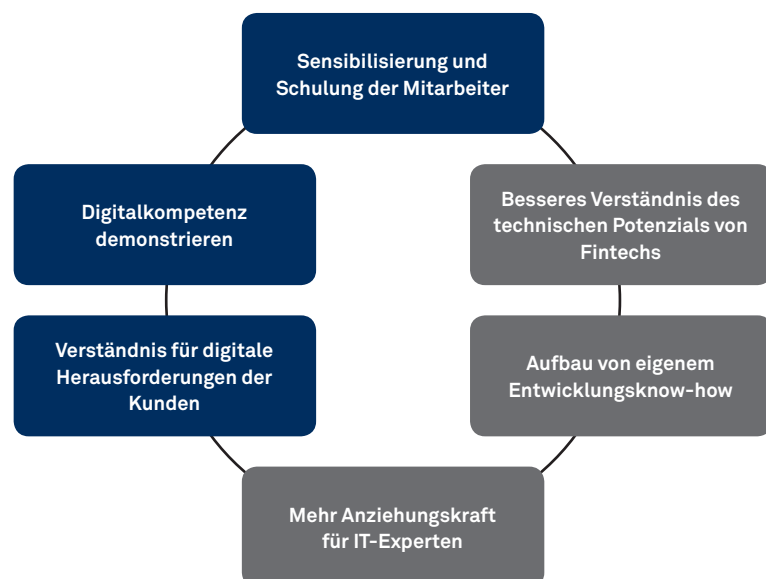 Sensibilisierung und
Schulung der Mitarbeiter
Digitalkompetenz
demonstrieren
Besseres Verständnis des
technischen Potenzials von
Fintechs
Verständnis für digitale
Herausforderungen der
Kunden
Aufbau von eigenem
Entwicklungsknow-how
Mehr Anziehungskraft
für IT-Experten